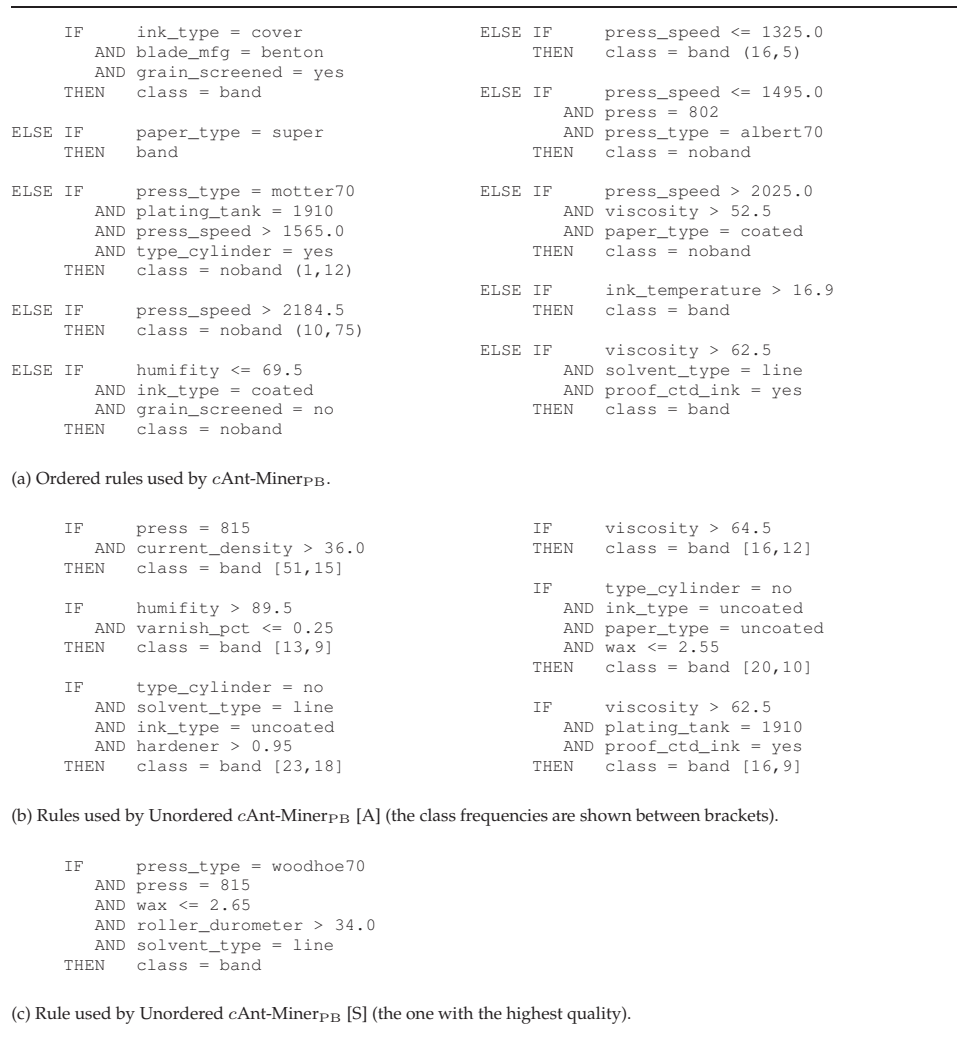 IF ink_type = cover
AND blade_mfg = benton
AND grain_screened = yes
THEN class = band
ELSE IF paper_type = super
THEN band
ELSE IF press_type = motter70
AND plating_tank = 1910
AND press_speed > 1565.0
AND type_cylinder = yes
THEN class = noband (1,12)
ELSE IF press_speed > 2184.5
THEN class = noband (10,75)
ELSE IF humifity <= 69.5
AND ink_type = coated
AND grain_screened = no
THEN class = noband
ELSE IF press_speed <= 1325.0
THEN class = band (16,5)
ELSE IF press_speed <= 1495.0
AND press = 802
AND press_type = albert70
THEN class = noband
ELSE IF press_speed > 2025.0
AND viscosity > 52.5
AND paper_type = coated
THEN class = noband
ELSE IF ink_temperature > 16.9
THEN class = band
ELSE IF viscosity > 62.5
AND solvent_type = line
AND proof_ctd_ink = yes
THEN class = band
(a) Ordered rules used by cAnt-MinerPB.
IF press = 815
AND current_density > 36.0
THEN class = band [51,15]
IF humifity > 89.5
AND varnish_pct <= 0.25
THEN class = band [13,9]
IF type_cylinder = no
AND solvent_type = line
AND ink_type = uncoated
AND hardener > 0.95
THEN class = band [23,18]
IF viscosity > 64.5
THEN class = band [16,12]
IF type_cylinder = no
AND ink_type = uncoated
AND paper_type = uncoated
AND wax <= 2.55
THEN class = band [20,10]
IF viscosity > 62.5
AND plating_tank = 1910
AND proof_ctd_ink = yes
THEN class = band [16,9]
(b) Rules used by Unordered cAnt-MinerPB [A] (the class frequencies are shown between brackets).
IF press_type = woodhoe70
AND press = 815
AND wax <= 2.65
AND roller_durometer > 34.0
AND solvent_type = line
THEN class = band
(c) Rule used by Unordered cAnt-MinerPB [S] (the one with the highest quality).